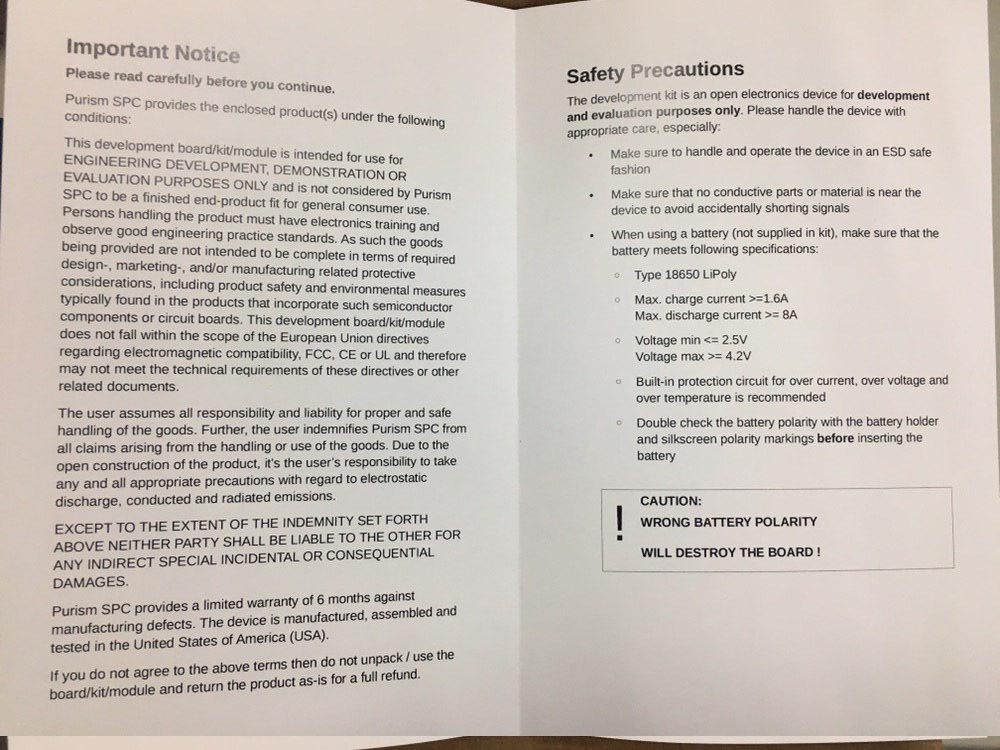 Important Notice
Please read carefully before you continue.
Purism SPC provides the enclosed product(s) under the following
conditions:
This development board/kit/module is intended for use for
ENGINEERING DEVELOPMENT, DEMONSTRATION OR
EVALUATION PURPOSES ONLY and is not considered by Purism
SPC to be a finished end-product fit for general consumer use.
Persons handling the product must have electronics training and
observe good engineering practice standards. As such the goods
being provided are not intended to be complete in terms of required
design-, marketing-, and/or manufacturing related protective
considerations, including product safety and environmental measures
typically found in the products that incorporate such semiconductor
components or circuit boards. This development board/kit/module
does not fall within the scope of the European Union directives
regarding electromagnetic compatibility, FCC, CE or UL and therefore
may not meet the technical requirements of these directives or other
related documents.
The user assumes all responsibility and liability for proper and safe
handling of the goods. Further, the user indemnifies Purism SPC from
all claims arising from the handling or use of the goods. Due to the
open construction of the product, it's the user's responsibility to take
any and all appropriate precautions with regard to electrostatic
discharge, conducted and radiated emissions.
EXCEPT TO THE EXTENT OF THE INDEMNITY SET FORTH
ABOVE NEITHER PARTY SHALL BE LIABLE TO THE OTHER FOR
ANY INDIRECT SPECIAL INCIDENTAL OR CONSEQUENTIAL
DAMAGES.
Purism SPC provides a limited warranty of 6 months against
manufacturing defects. The device is manufactured, assembled and
tested in the United States of America (USA).
If you do not agree to the above terms then do not unpack / use the
board/kit/module and return the product as-is for a full refund.
Safety Precautions
The development kit is an open electronics device for development
and evaluation purposes only. Please handle the device with
appropriate care, especially:
• Make sure to handle and operate the device in an ESD safe
fashion
• Make sure that no conductive parts or material is near the
device to avoid accidentally shorting signals
• When using a battery (not supplied in kit), make sure that the
battery meets following specifications:
○ Type 18650 LiPoly
○ Max. charge current >=1.6A
Max. discharge current >= 8A
○ Voltage min <= 2.5V
Voltage max >= 4.2V
○ Built-in protection circuit for over current, over voltage and
over temperature is recommended
○ Double check the battery polarity with the battery holder
and silkscreen polarity markings before inserting the
battery
! CAUTION:
WRONG BATTERY POLARITY
WILL DESTROY THE BOARD !